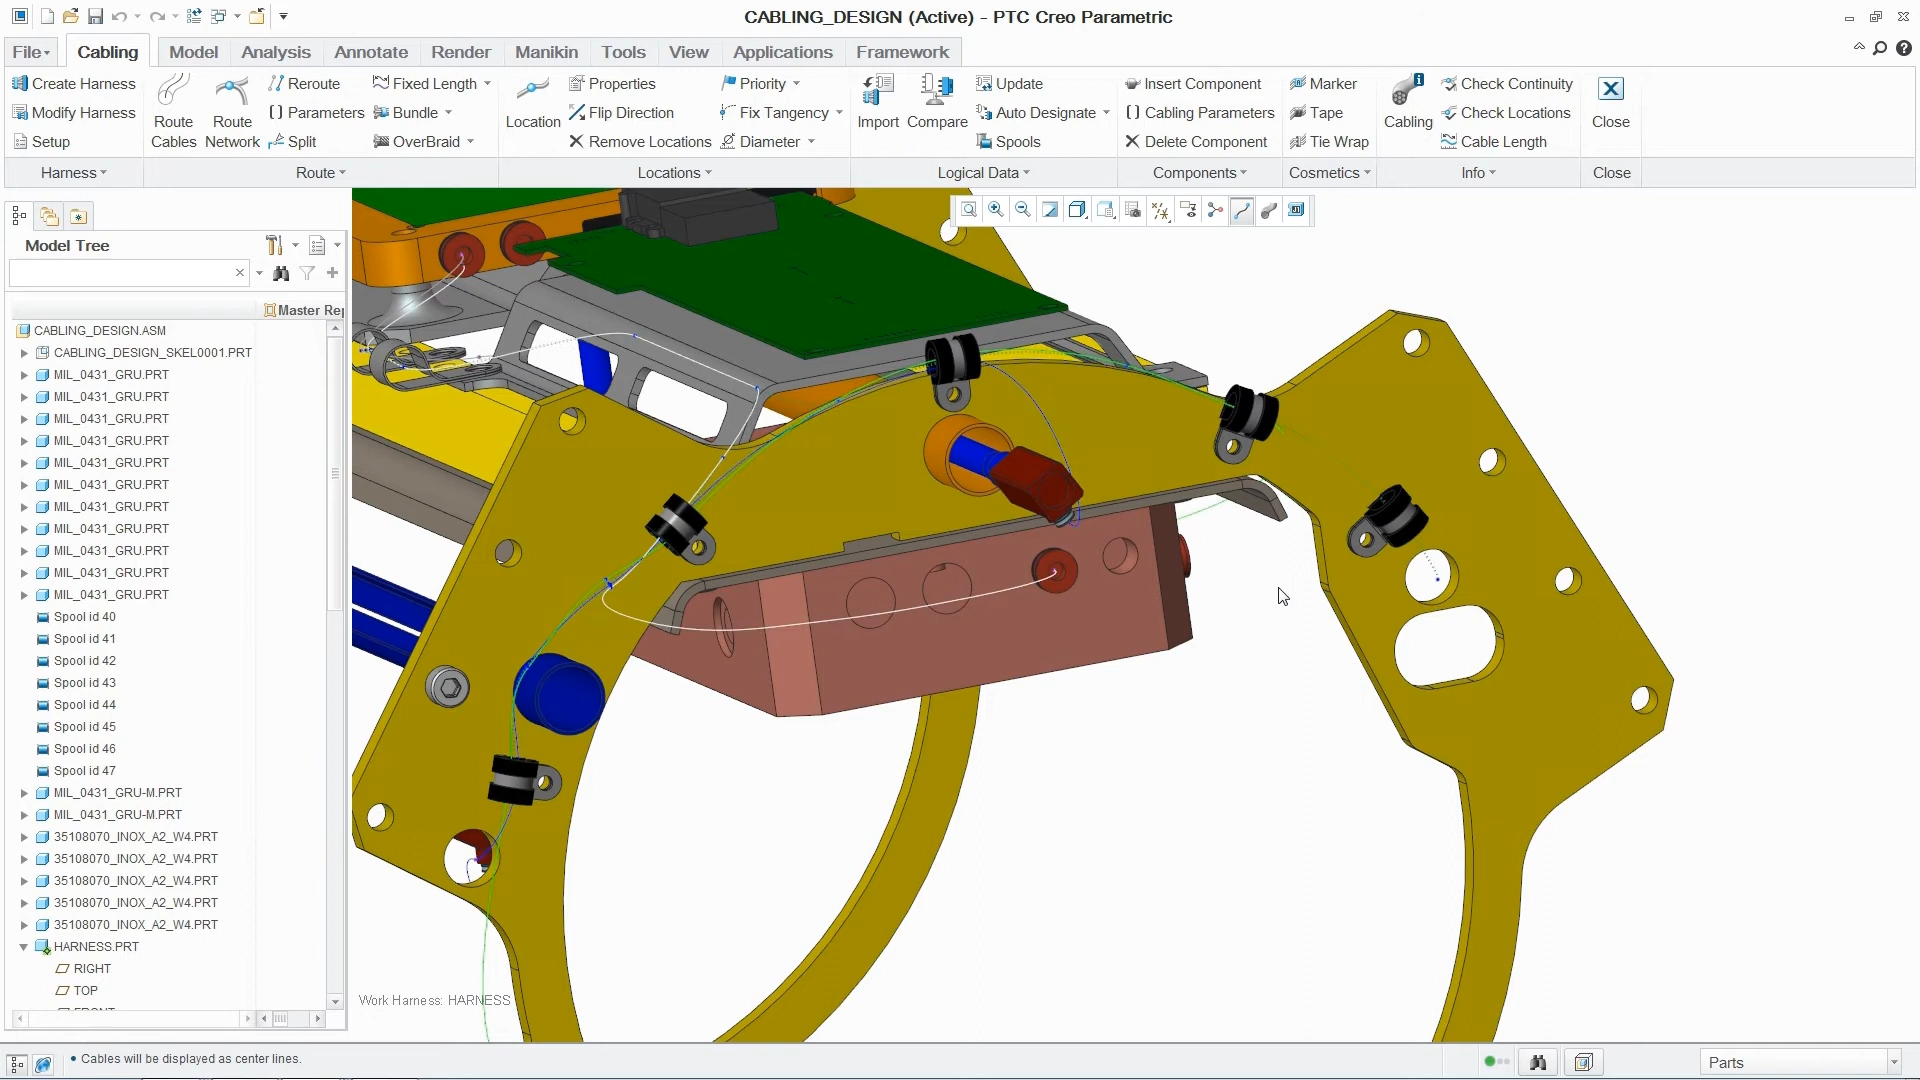 CABLING_DESIGN (Active) - PTC Creo Parametric
File Cabling Model Analysis Annotate Render Manikin Tools View Applications Framework
Create Harness
Modify Harness
Setup
Harness
Route Cables
Route Network
Reroute
Parameters
Split
Fixed Length
Bundle
OverBraid
Route
Location
Properties
Flip Direction
Remove Locations
Priority
Fix Tangency
Diameter
Locations
Import
Compare
Update
Auto Designate
Spools
Logical Data
Insert Component
Cabling Parameters
Delete Component
Components
Marker
Tape
Tie Wrap
Cosmetics
Cabling
Check Continuity
Check Locations
Cable Length
Info
Close
Close
Model Tree
Master Rep
CABLING_DESIGN.ASM
CABLING_DESIGN_SKEL0001.PRT
MIL_0431_GRU.PRT
MIL_0431_GRU.PRT
MIL_0431_GRU.PRT
MIL_0431_GRU.PRT
MIL_0431_GRU.PRT
MIL_0431_GRU.PRT
MIL_0431_GRU.PRT
MIL_0431_GRU.PRT
MIL_0431_GRU.PRT
MIL_0431_GRU.PRT
MIL_0431_GRU.PRT
Spool id 40
Spool id 41
Spool id 42
Spool id 43
Spool id 44
Spool id 45
Spool id 46
Spool id 47
MIL_0431_GRU-M.PRT
MIL_0431_GRU-M.PRT
35108070_INOX_A2_W4.PRT
35108070_INOX_A2_W4.PRT
35108070_INOX_A2_W4.PRT
35108070_INOX_A2_W4.PRT
35108070_INOX_A2_W4.PRT
HARNESS.PRT
RIGHT
TOP
FRONT
Work Harness: HARNESS
• Cables will be displayed as center lines.
Parts